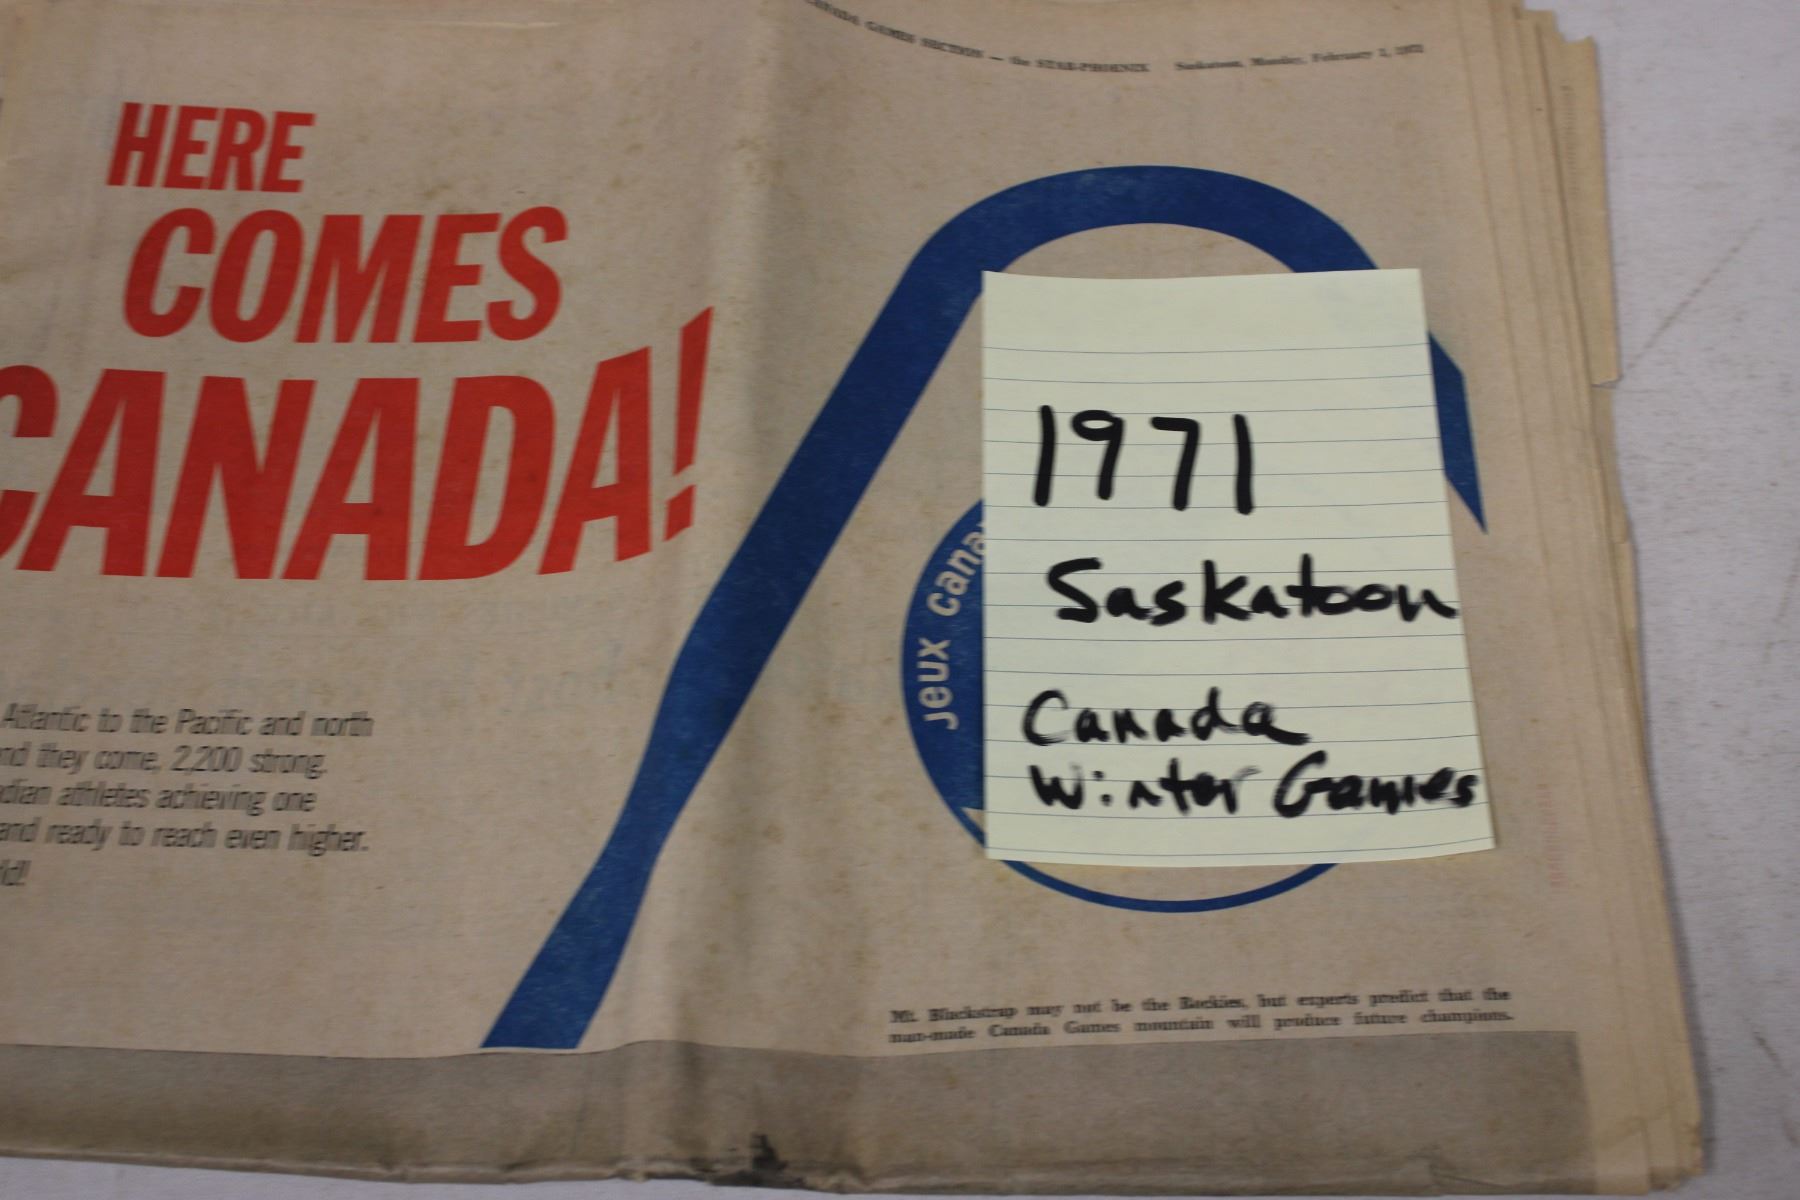 CANADA GAMES SECTION — the STAR-PHOENIX Saskatoon, Monday, February 1, 1971
HERE
COMES
CANADA!
Atlantic to the Pacific and north
they come, 2,200 strong.
athletes achieving one
and ready to reach even higher.
jeux
1971
Saskatoon
Canada
Winter Games
Mt. Blackstrap may not be the Rockies, but experts predict that the
man-made Canada Games mountain will produce future champions.